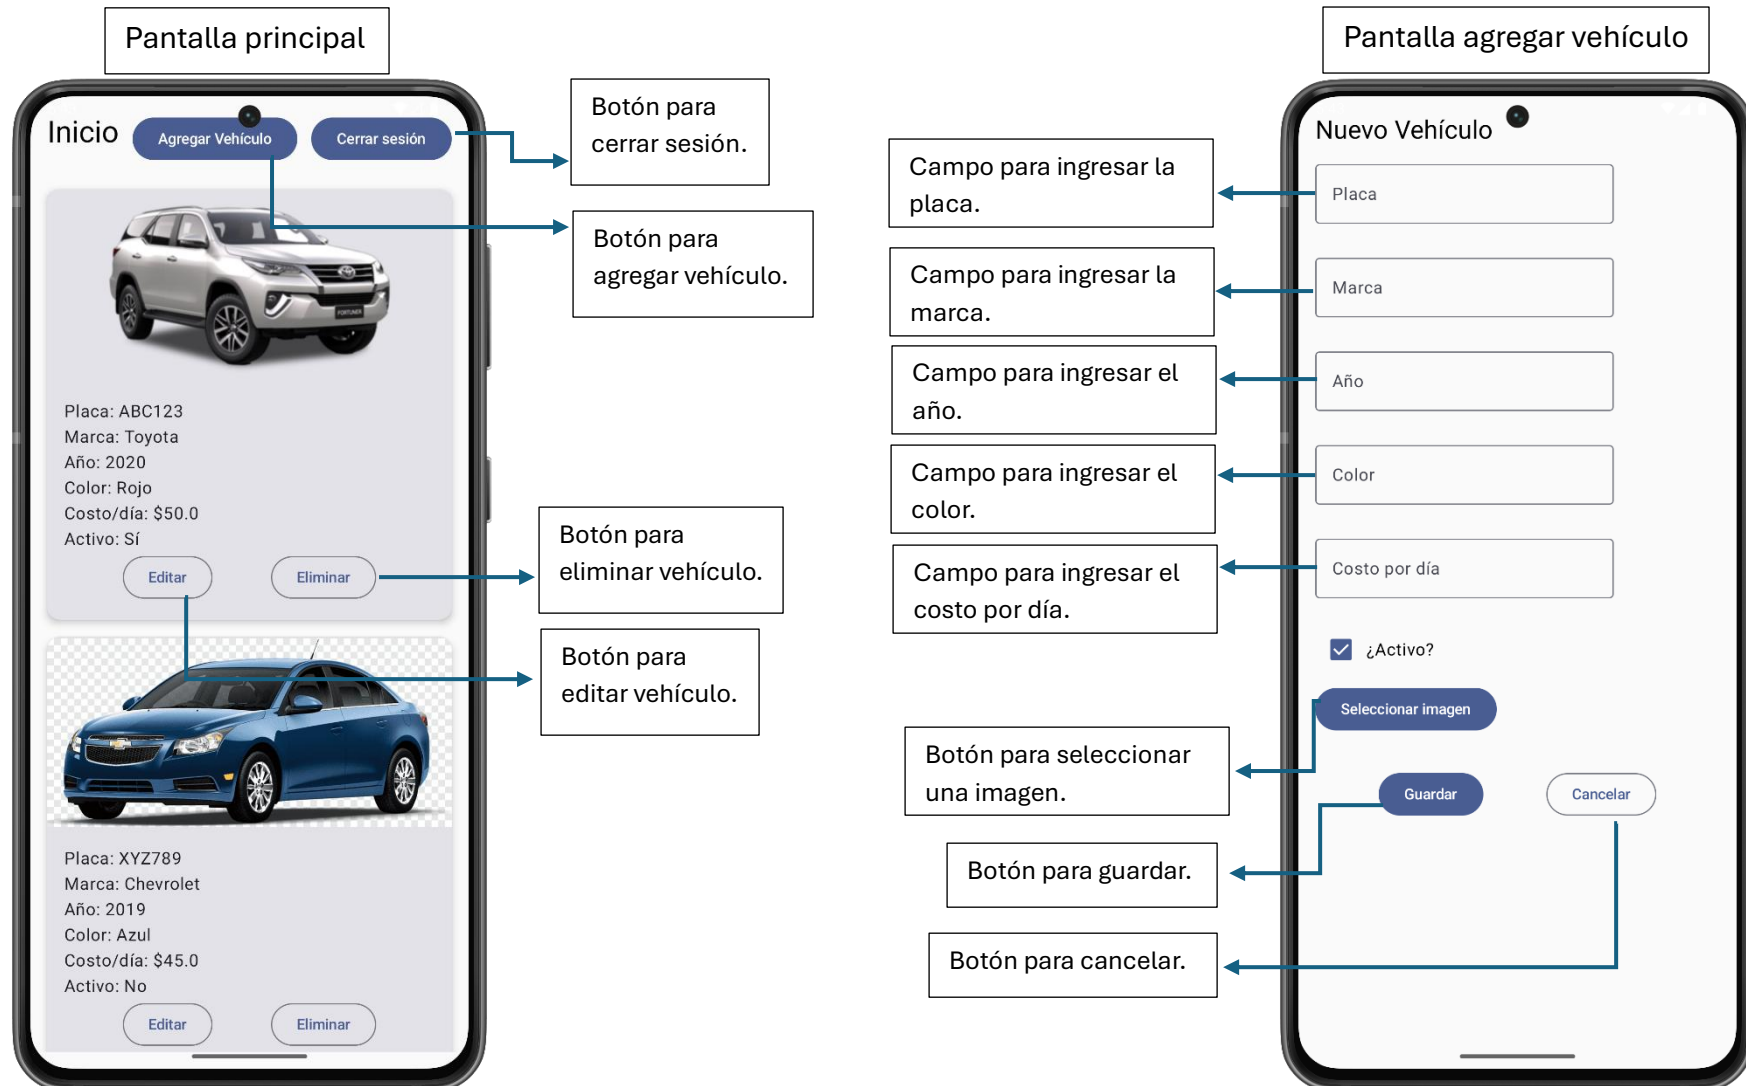 Pantalla principal
Inicio
Agregar Vehículo
Cerrar sesión
Botón para
cerrar sesión.
Botón para
agregar vehículo.
FORTUNER
Placa: ABC123
Marca: Toyota
Año: 2020
Color: Rojo
Costo/día: $50.0
Activo: Sí
Editar
Eliminar
Botón para
eliminar vehículo.
Botón para
editar vehículo.
Placa: XYZ789
Marca: Chevrolet
Año: 2019
Color: Azul
Costo/día: $45.0
Activo: No
Editar
Eliminar
Pantalla agregar vehículo
Nuevo Vehículo
Campo para ingresar la
placa.
Placa
Campo para ingresar la
marca.
Marca
Campo para ingresar el
año.
Año
Campo para ingresar el
color.
Color
Campo para ingresar el
costo por día.
Costo por día
¿Activo?
Seleccionar imagen
Botón para seleccionar
una imagen.
Guardar
Cancelar
Botón para guardar.
Botón para cancelar.